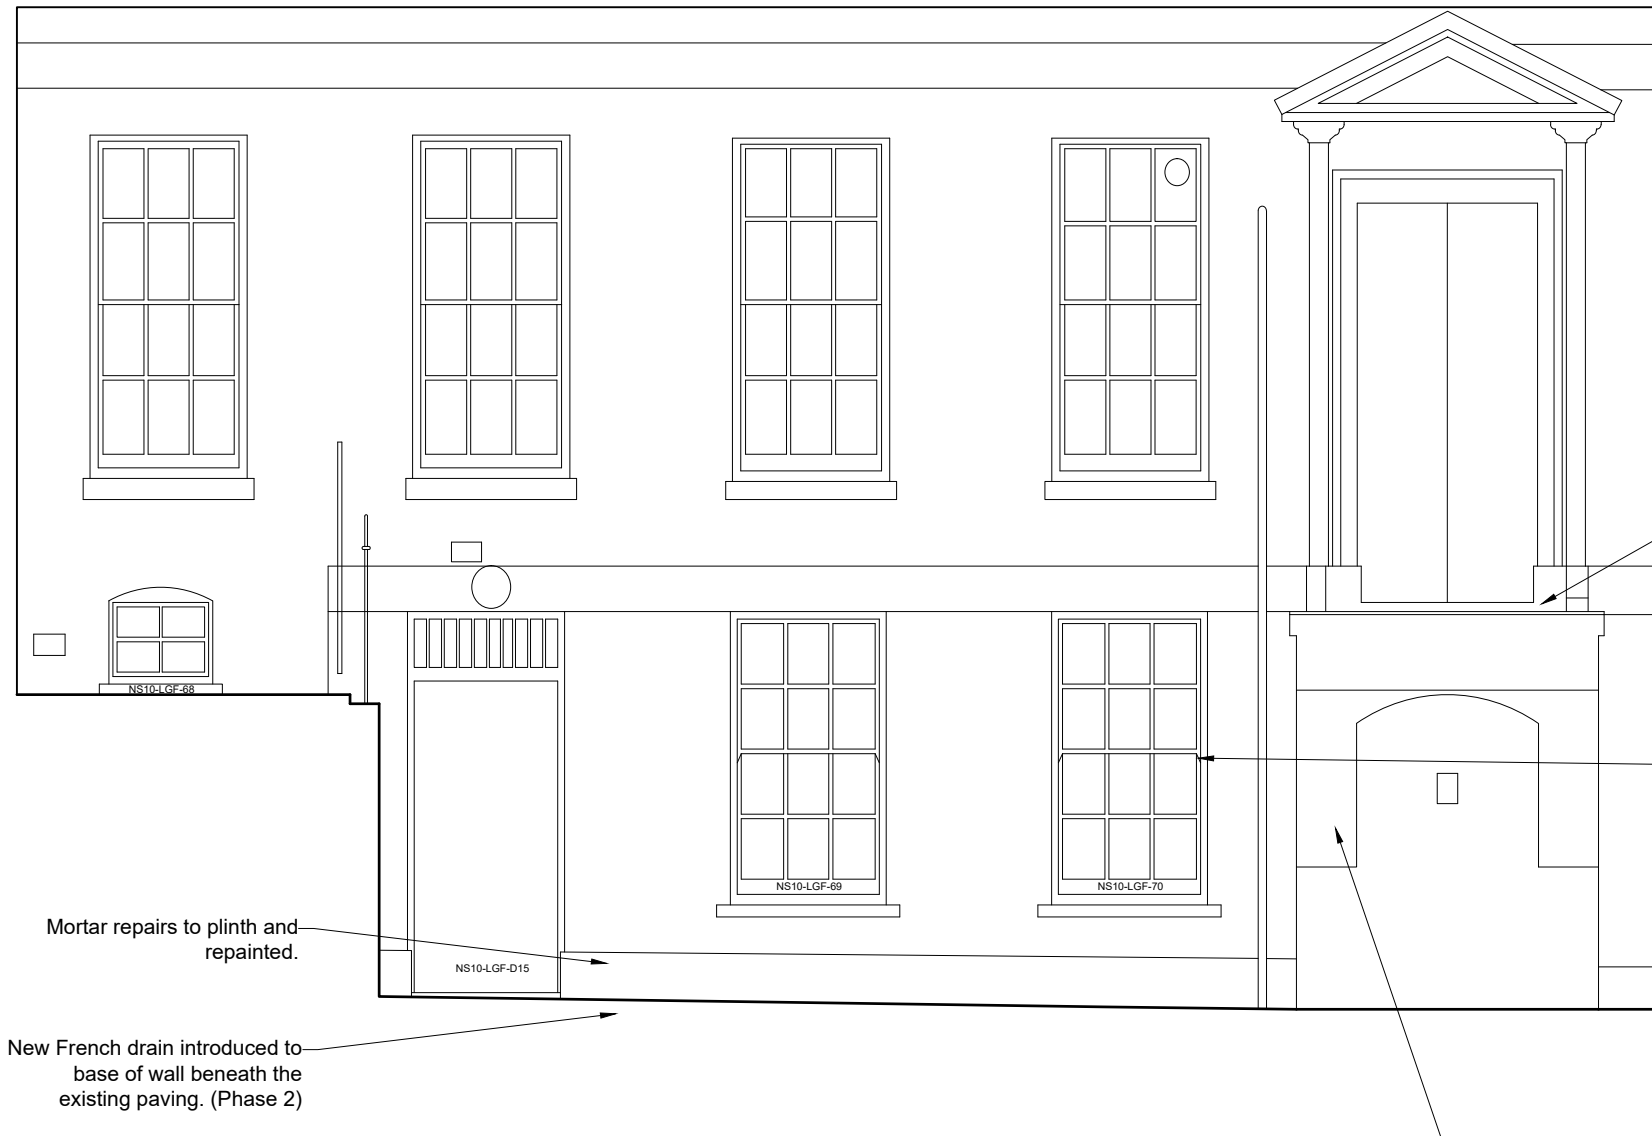 NS10-LGF-68
NS10-LGF-69
NS10-LGF-70
Mortar repairs to plinth and
repainted.
NS10-LGF-D15
New French drain introduced to
base of wall beneath the
existing paving. (Phase 2)